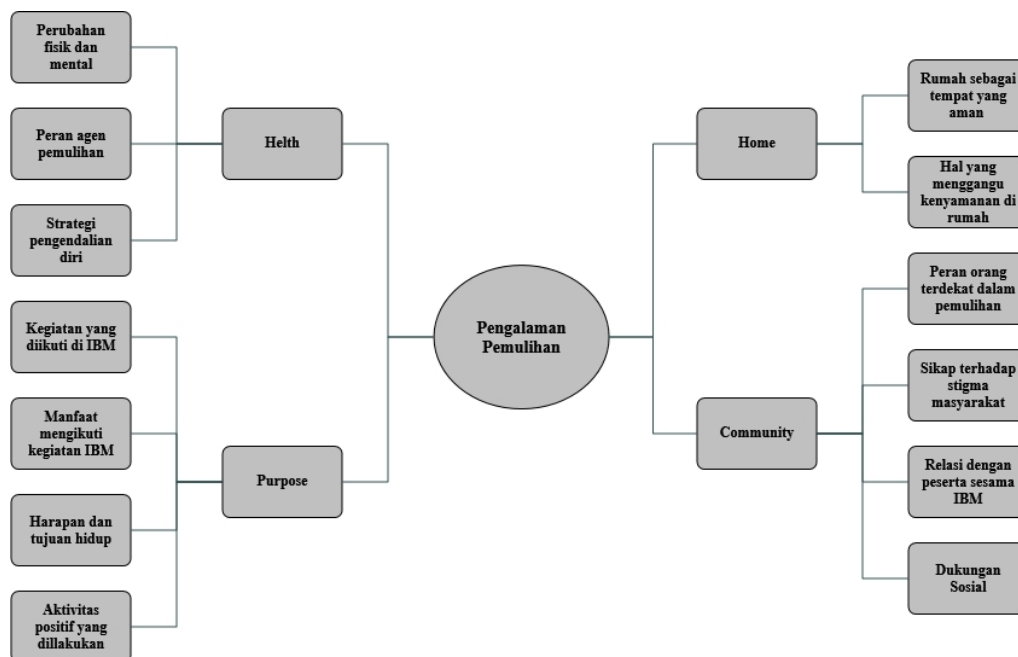 Perubahan
fisik dan
mental
Peran agen
pemulihan
Strategi
pengendalian
diri
Helth
Kegiatan yang
diikuti di IBM
Manfaat
mengikuti
kegiatan IBM
Harapan dan
tujuan hidup
Aktivitas
positif yang
dillakukan
Purpose
Pengalaman
Pemulihan
Home
Rumah sebagai
tempat yang
aman
Hal yang
menggangu
kenyamanan di
rumah
Community
Peran orang
terdekat dalam
pemulihan
Sikap terhadap
stigma
masyarakat
Relasi dengan
peserta sesama
IBM
Dukungan
Sosial